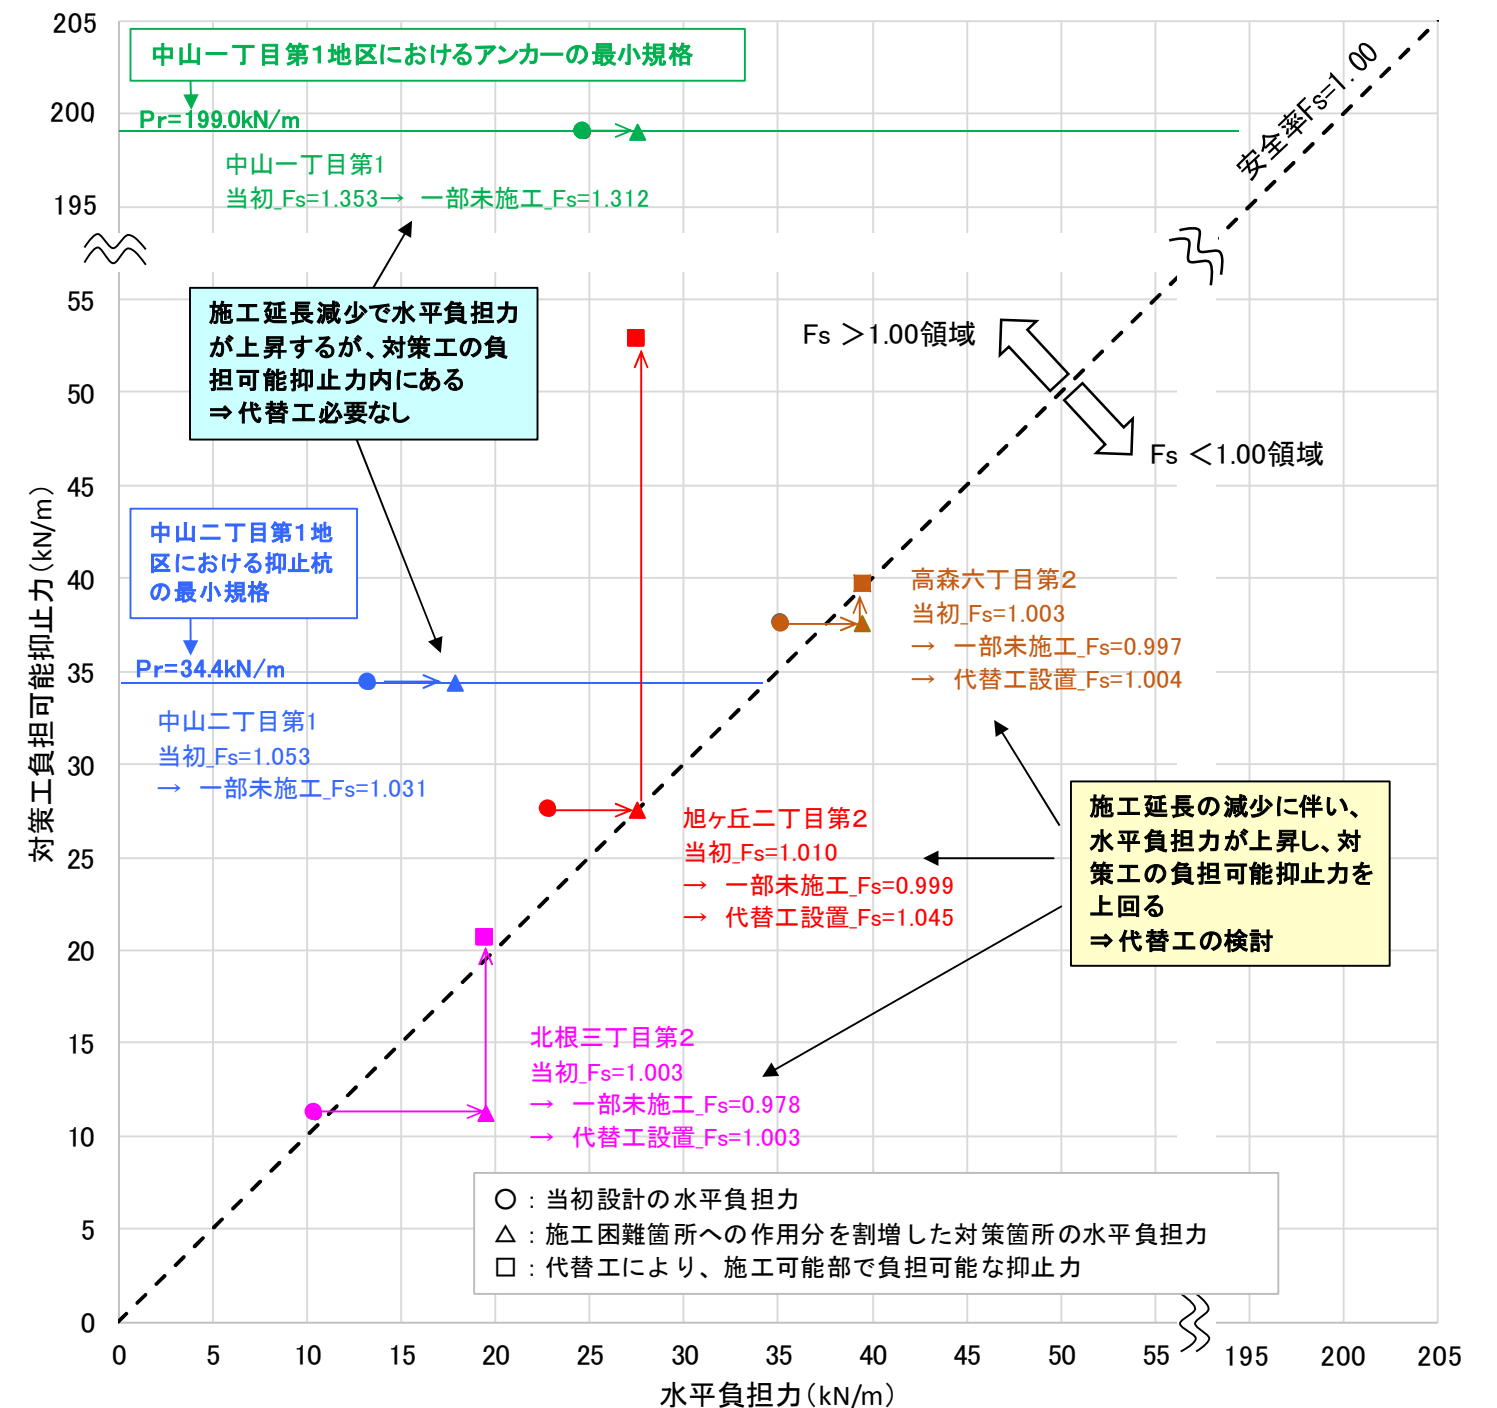 205
200
195
55
50
45
40
35
30
25
20
15
10
5
0
対策工負担可能抑止力(kN/m)
中山一丁目第1地区におけるアンカーの最小規格
Pr=199.0kN/m
中山一丁目第1
当初_Fs=1.353→ 一部未施工_Fs=1.312
安全率Fs=1.00
施工延長減少で水平負担力
が上昇するが、対策工の負
担可能抑止力内にある
⇒代替工必要なし
Fs >1.00領域
Fs <1.00領域
中山二丁目第1地
区における抑止杭
の最小規格
Pr=34.4kN/m
中山二丁目第1
当初_Fs=1.053
→ 一部未施工_Fs=1.031
高森六丁目第2
当初_Fs=1.003
→ 一部未施工_Fs=0.997
→ 代替工設置_Fs=1.004
旭ヶ丘二丁目第2
当初_Fs=1.010
→ 一部未施工_Fs=0.999
→ 代替工設置_Fs=1.045
施工延長の減少に伴い、
水平負担力が上昇し、対
策工の負担可能抑止力を
上回る
⇒代替工の検討
北根三丁目第2
当初_Fs=1.003
→ 一部未施工_Fs=0.978
→ 代替工設置_Fs=1.003
○:当初設計の水平負担力
△:施工困難箇所への作用分を割増した対策箇所の水平負担力
□:代替工により、施工可能部で負担可能な抑止力
0 5 10 15 20 25 30 35 40 45 50 55 195 200 205
水平負担力(kN/m)